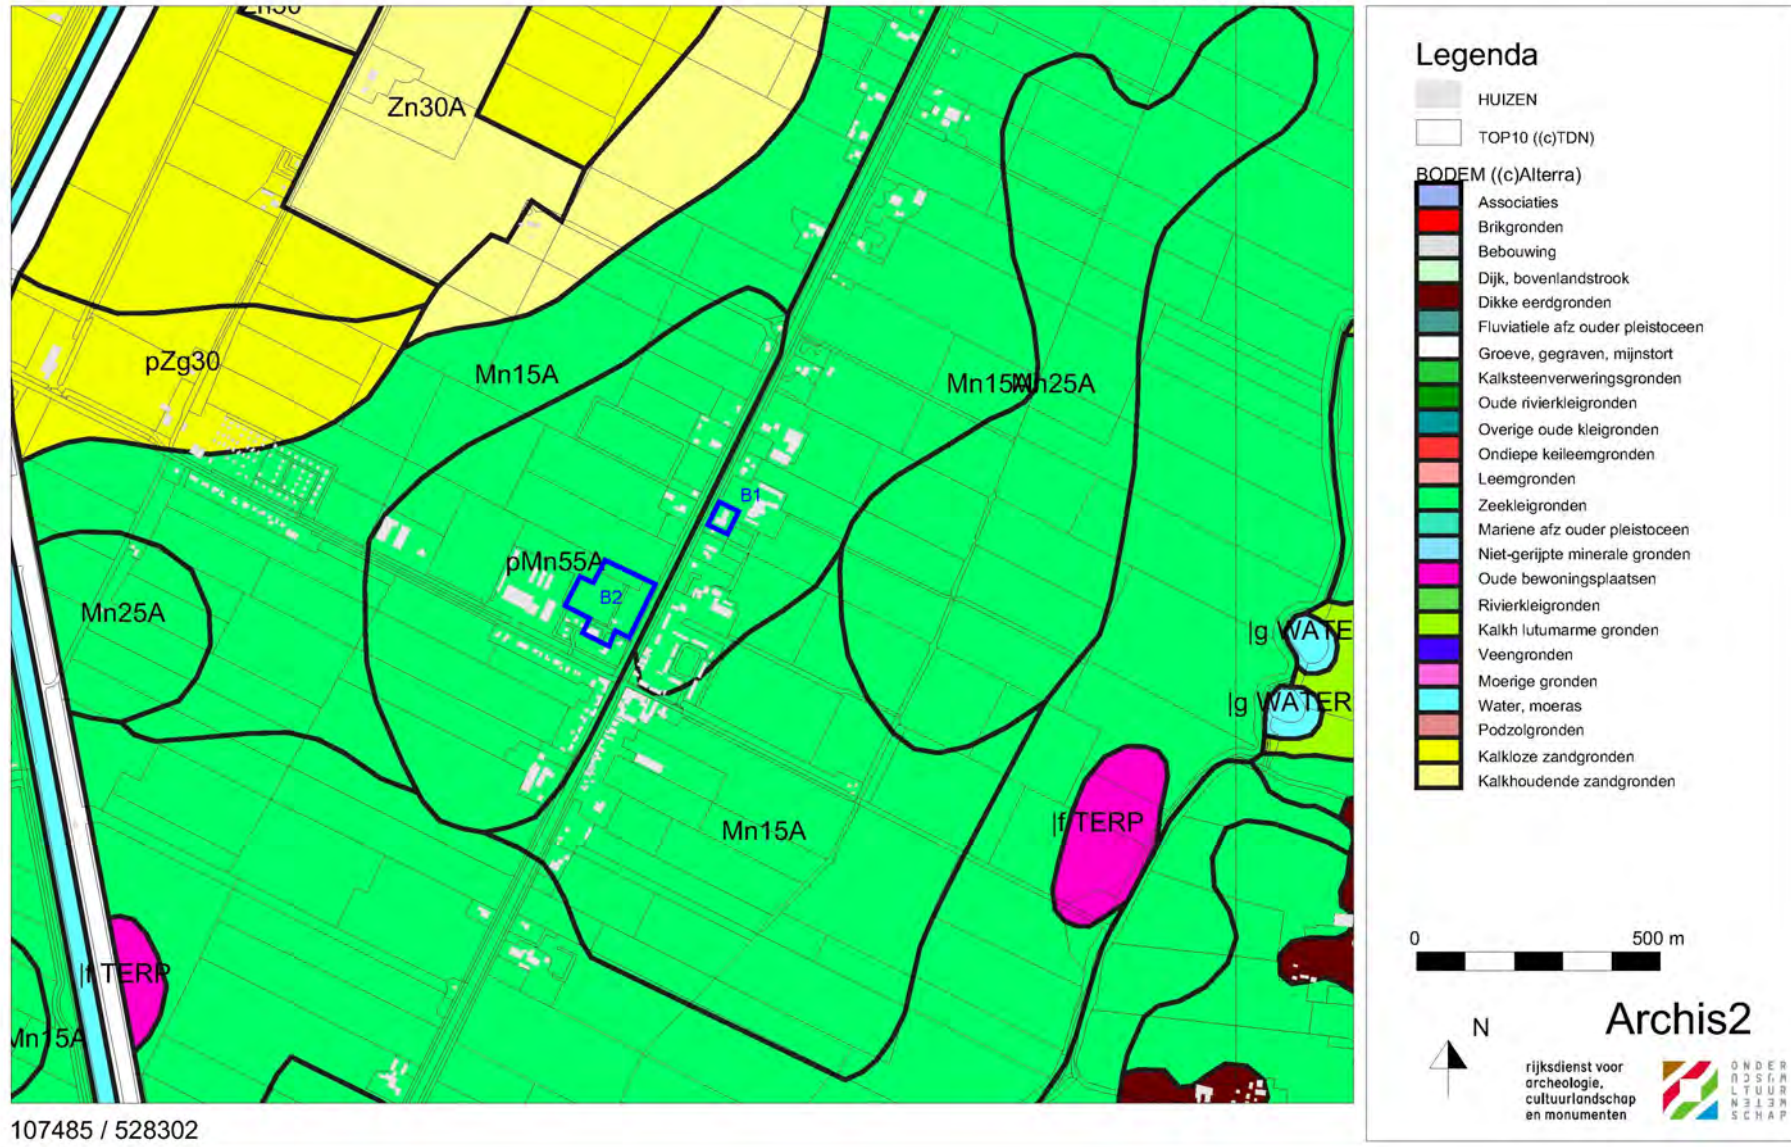 Zn30
Zn30A
pZg30
Mn15A
Mn15A
Mn25A
B1
pMn55A
B2
Mn25A
|g WATE
|g WATER
|f TERP
Mn15A
|f TERP
Mn15A
107485 / 528302
Legenda
HUIZEN
TOP10 ((c)TDN)
BODEM ((c)Alterra)
Associaties
Brikgronden
Bebouwing
Dijk, bovenlandstrook
Dikke eerdgronden
Fluviatiele afz ouder pleistoceen
Groeve, gegraven, mijnstort
Kalksteenverweringsgronden
Oude rivierkleigronden
Overige oude kleigronden
Ondiepe keileemgronden
Leemgronden
Zeekleigronden
Mariene afz ouder pleistoceen
Niet-gerijpte minerale gronden
Oude bewoningsplaatsen
Rivierkleigronden
Kalkh lutumarme gronden
Veengronden
Moerige gronden
Water, moeras
Podzolgronden
Kalkloze zandgronden
Kalkhoudende zandgronden
0 500 m
N
Archis2
rijksdienst voor
archeologie,
cultuurlandschap
en monumenten